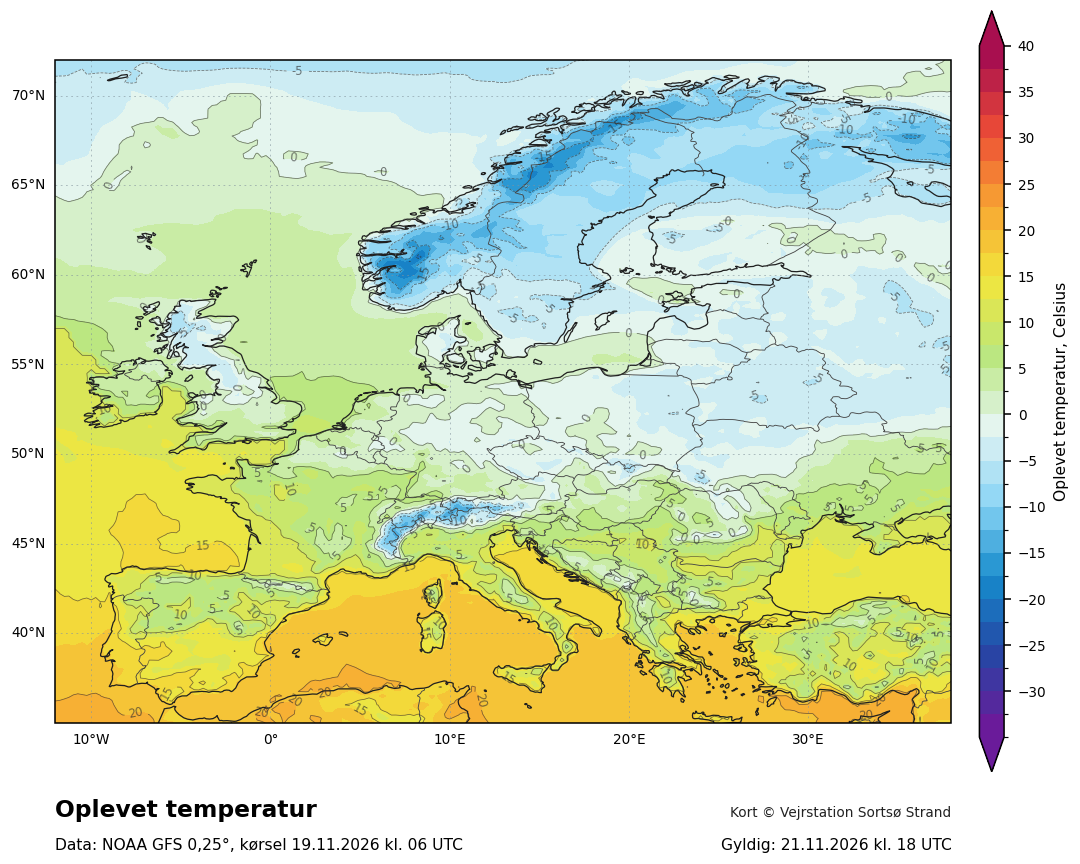 70°N
65°N
60°N
55°N
50°N
45°N
40°N
10°W
0°
10°E
20°E
30°E
40
35
30
25
20
15
10
5
0
−5
−10
−15
−20
−25
−30
Oplevet temperatur, Celsius
Oplevet temperatur
Kort © Vejrstation Sortsø Strand
Data: NOAA GFS 0,25°, kørsel 19.11.2026 kl. 06 UTC
Gyldig: 21.11.2026 kl. 18 UTC